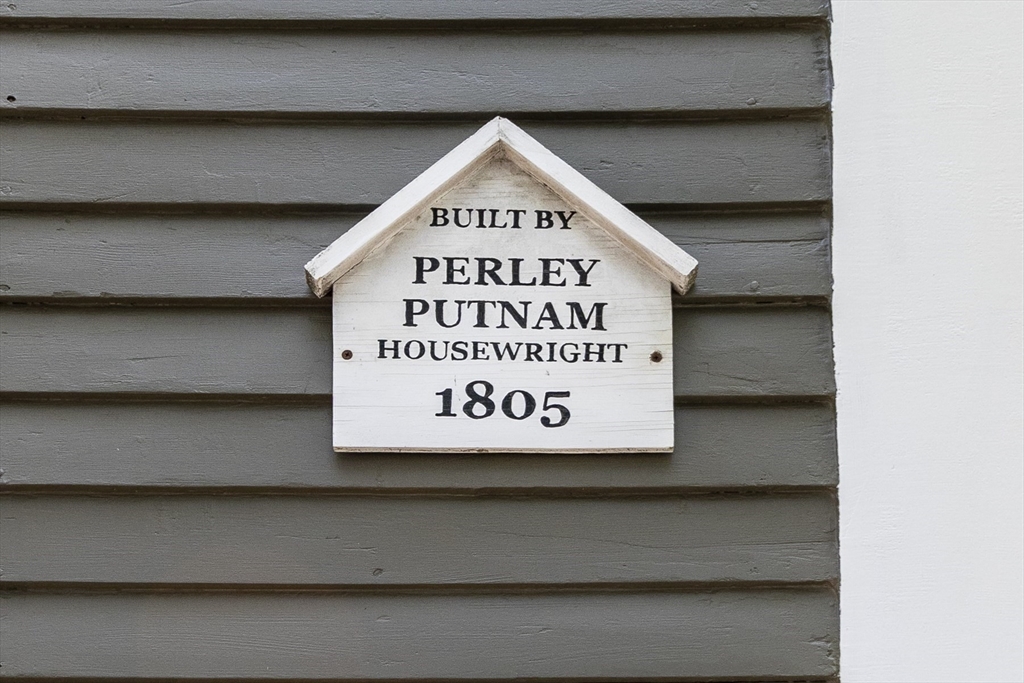 BUILT BY
PERLEY
PUTNAM
HOUSEWRIGHT
1805